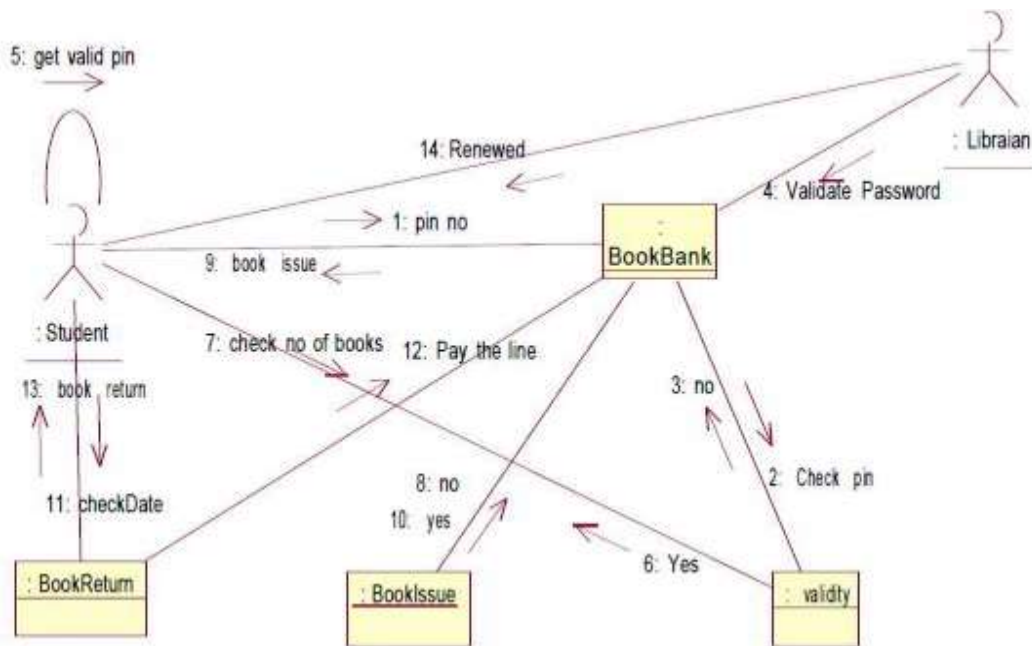 5: get valid pin
: Libraian
14: Renewed
4: Validate Password
1: pin no
:
BookBank
9: book issue
: Student
7: check no of books
12: Pay the line
13: book return
3: no
2: Check pin
8: no
11: checkDate
10: yes
6: Yes
: BookReturn
: BookIssue
: validity